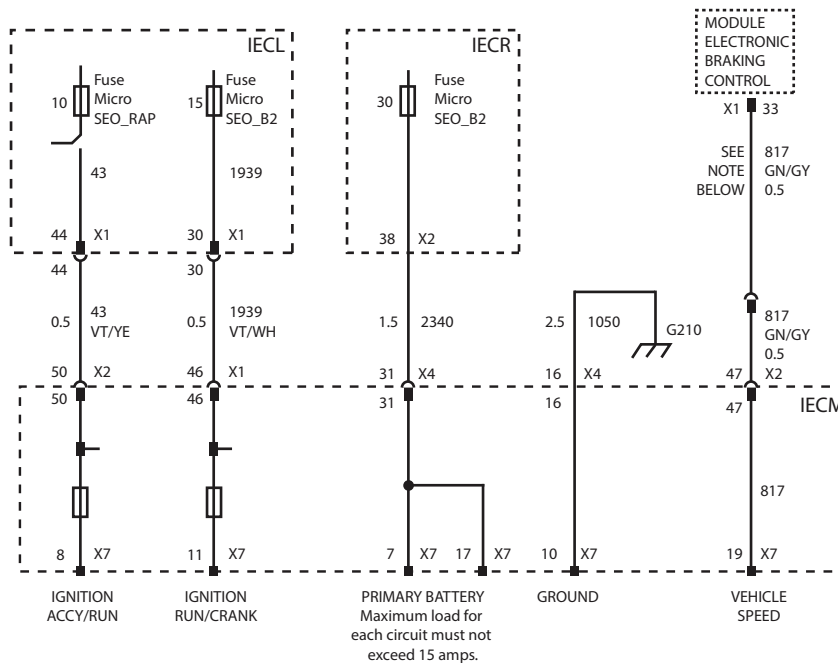 IECL
IECR
MODULE
ELECTRONIC
BRAKING
CONTROL
10
Fuse
Micro
SEO_RAP
15
Fuse
Micro
SEO_B2
30
Fuse
Micro
SEO_B2
X1 33
SEE
NOTE
BELOW
817
GN/GY
0.5
43
1939
44 X1
30 X1
38 X2
44
30
0.5
43
VT/YE
0.5
1939
VT/WH
1.5 2340
2.5 1050
G210
817
GN/GY
0.5
50 X2
46 X1
31 X4
16 X4
47 X2
50
46
31
16
47
IECM
817
8 X7
11 X7
7 X7
17 X7
10 X7
19 X7
IGNITION
ACCY/RUN
IGNITION
RUN/CRANK
PRIMARY BATTERY
Maximum load for
each circuit must not
exceed 15 amps.
GROUND
VEHICLE
SPEED